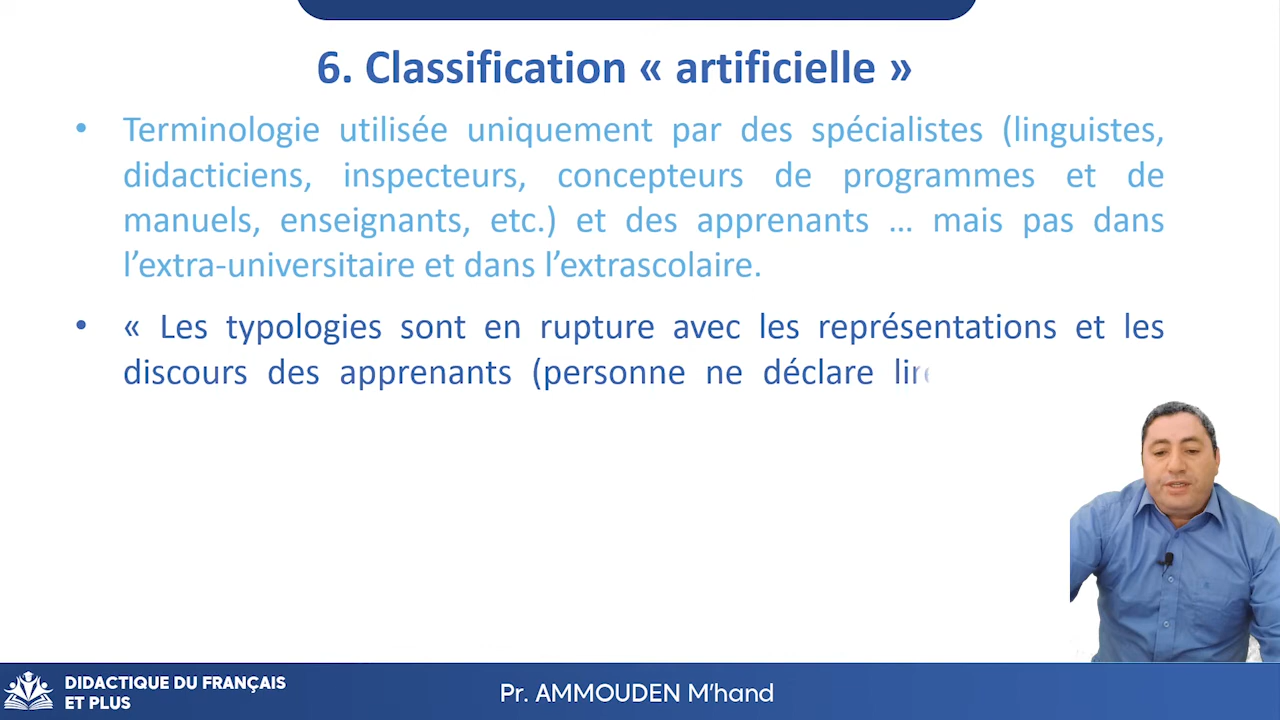 6. Classification « artificielle »
• Terminologie utilisée uniquement par des spécialistes (linguistes,
didacticiens, inspecteurs, concepteurs de programmes et de
manuels, enseignants, etc.) et des apprenants … mais pas dans
l’extra-universitaire et dans l’extrascolaire.
• « Les typologies sont en rupture avec les représentations et les
discours des apprenants (personne ne déclare lire
DIDACTIQUE DU FRANÇAIS
ET PLUS
Pr. AMMOUDEN M’hand